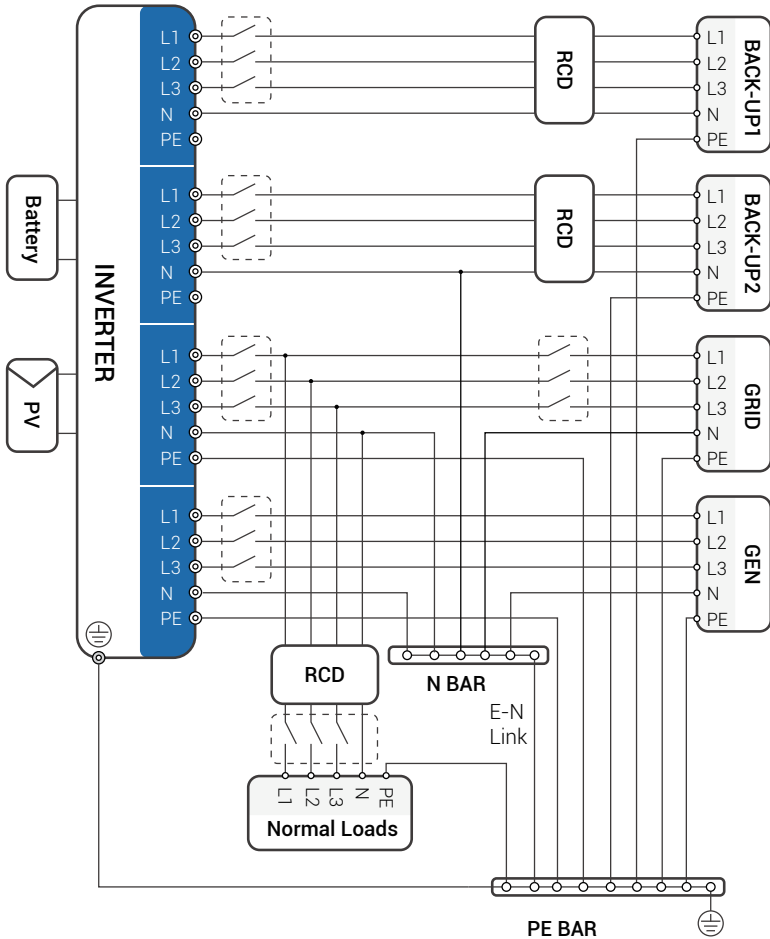 L1
L2
L3
N
PE
RCD
L1
L2
L3
N
PE
BACK-UP1
Battery
L1
L2
L3
N
PE
RCD
L1
L2
L3
N
PE
BACK-UP2
INVERTER
PV
L1
L2
L3
N
PE
L1
L2
L3
N
PE
GRID
L1
L2
L3
N
PE
L1
L2
L3
N
PE
GEN
RCD
N BAR
E-N
Link
L1
L2
L3
N
PE
Normal Loads
PE BAR